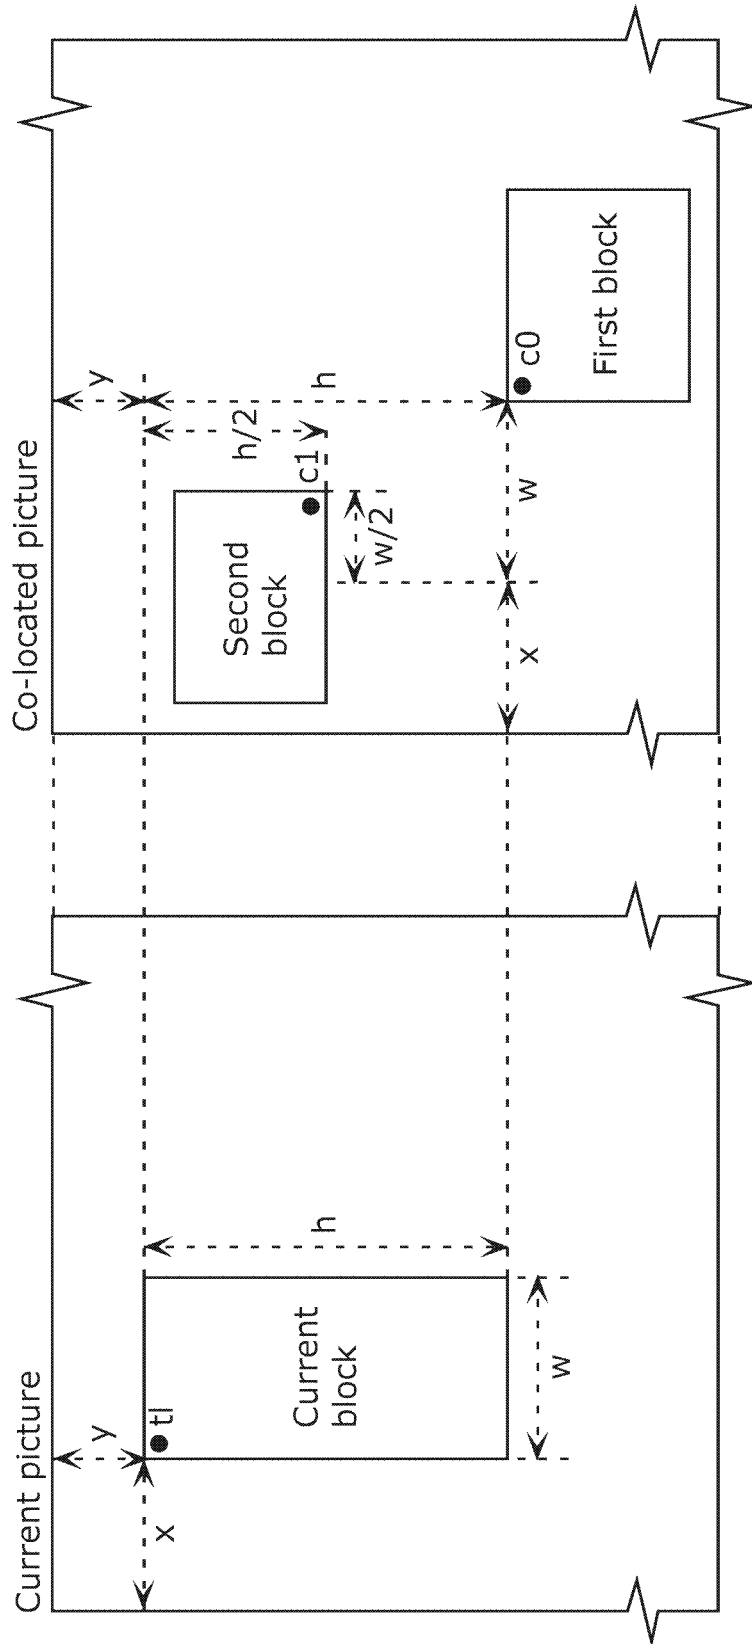 Current picture
y
x
tl
Current
block
h
w
Co-located picture
y
h
h/2
Second
block
c1
w/2
x
w
c0
First block